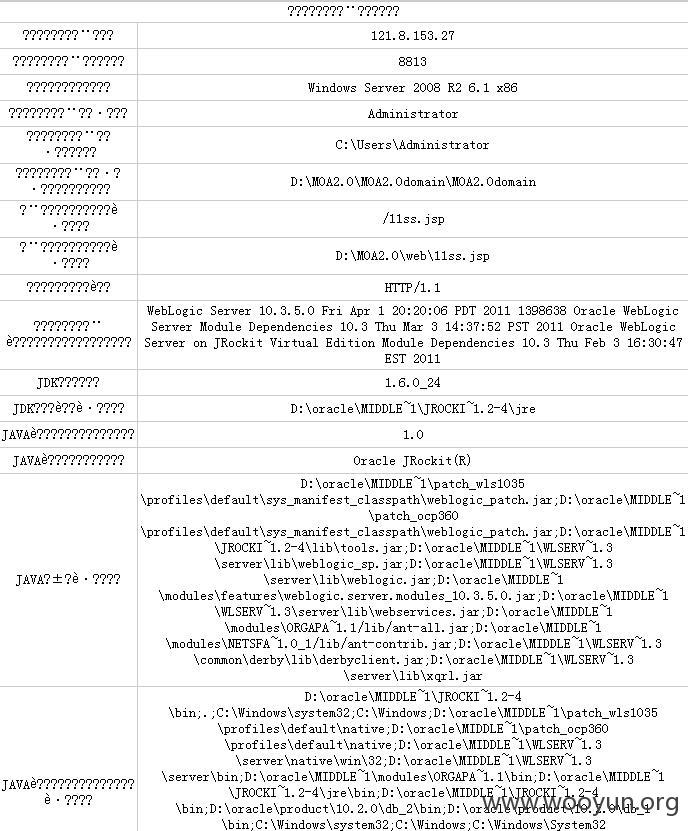 ????????¨??????
????????¨??? 121.8.153.27
????????¨?????? 8813
???????????? Windows Server 2008 R2 6.1 x86
????????¨??·??? Administrator
????????¨??
·?????? C:\Users\Administrator
????????¨??·?
·?????????? D:\MOA2.0\MOA2.0domain\MOA2.0domain
?¨??????????è
·???? /11ss.jsp
?¨??????????è
·???? D:\MOA2.0\web\11ss.jsp
?????????è?? HTTP/1.1
????????¨
è????????????????? WebLogic Server 10.3.5.0 Fri Apr 1 20:20:06 PDT 2011 1398638 Oracle WebLogic
Server Module Dependencies 10.3 Thu Mar 3 14:37:52 PST 2011 Oracle WebLogic
Server on JRockit Virtual Edition Module Dependencies 10.3 Thu Feb 3 16:30:47
EST 2011
JDK?????? 1.6.0_24
JDK???è??è·???? D:\oracle\MIDDLE~1\JROCKI~1.2-4\jre
JAVAè?????????????? 1.0
JAVAè??????????? Oracle JRockit(R)
JAVA?±?è·???? D:\oracle\MIDDLE~1\patch_wls1035
\profiles\default\sys_manifest_classpath\weblogic_patch.jar;D:\oracle\MIDDLE~1
\patch_ocp360
\profiles\default\sys_manifest_classpath\weblogic_patch.jar;D:\oracle\MIDDLE~1
\JROCKI~1.2-4\lib\tools.jar;D:\oracle\MIDDLE~1\WLSERV~1.3
\server\lib\weblogic_sp.jar;D:\oracle\MIDDLE~1\WLSERV~1.3
\server\lib\weblogic.jar;D:\oracle\MIDDLE~1
\modules\features\weblogic.server.modules_10.3.5.0.jar;D:\oracle\MIDDLE~1
\WLSERV~1.3\server\lib\webservices.jar;D:\oracle\MIDDLE~1
\modules\ORGAPA~1.1/lib/ant-all.jar;D:\oracle\MIDDLE~1
\modules\NETSFA~1.0_1/lib/ant-contrib.jar;D:\oracle\MIDDLE~1\WLSERV~1.3
\common\derby\lib\derbyclient.jar;D:\oracle\MIDDLE~1\WLSERV~1.3
\server\lib\xqrl.jar
JAVAè??????????????
è·???? D:\oracle\MIDDLE~1\JROCKI~1.2-4
\bin;.;C:\Windows\system32;C:\Windows;D:\oracle\MIDDLE~1\patch_wls1035
\profiles\default\native;D:\oracle\MIDDLE~1\patch_ocp360
\profiles\default\native;D:\oracle\MIDDLE~1\WLSERV~1.3
\server\native\win\32;D:\oracle\MIDDLE~1\WLSERV~1.3
\server\bin;D:\oracle\MIDDLE~1\modules\ORGAPA~1.1\bin;D:\oracle\MIDDLE~1
\JROCKI~1.2-4\jre\bin;D:\oracle\MIDDLE~1\JROCKI~1.2-4
\bin;D:\oracle\product\10.2.0\db_2\bin;D:\oracle\product\10.2.0\db_1
\bin;C:\Windows\system32;C:\Windows;C:\Windows\System32
www.wooyun.org